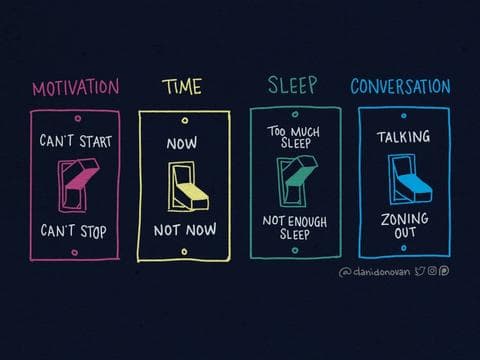 MOTIVATION
CAN'T START
CAN'T STOP
TIME
NOW
NOT NOW
SLEEP
TOO MUCH
SLEEP
NOT ENOUGH
SLEEP
CONVERSATION
TALKING
ZONING
OUT
@danidonovan